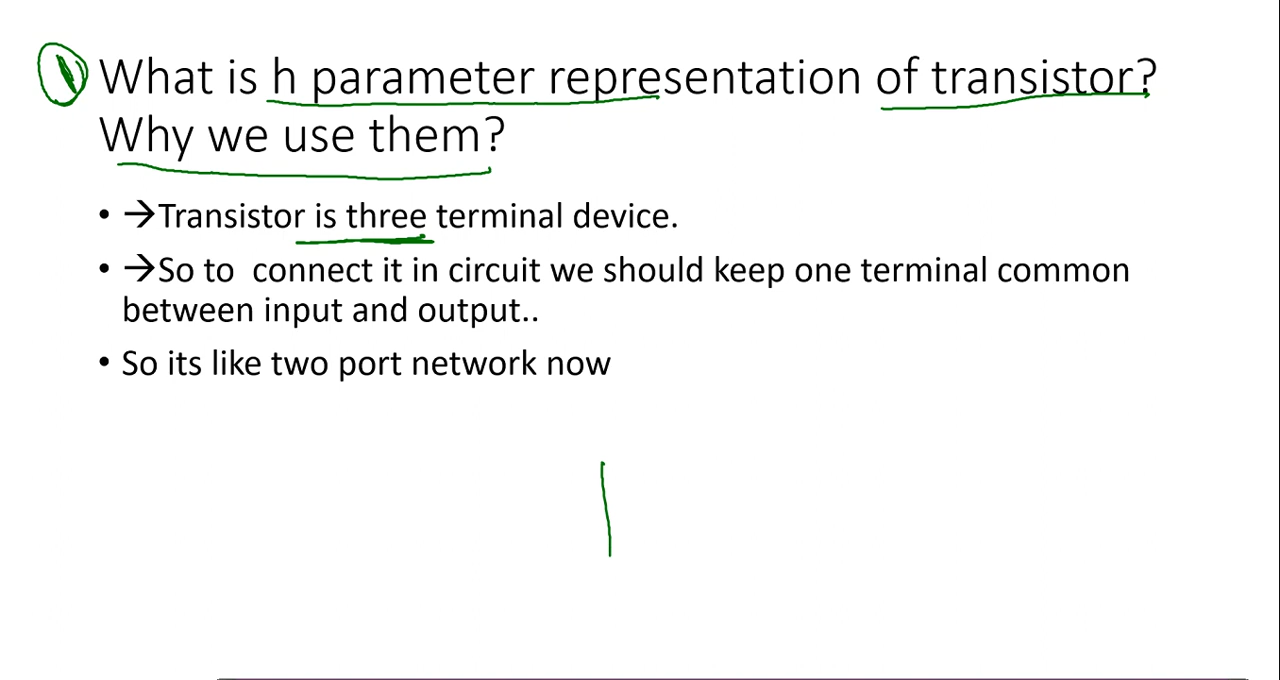 What is h parameter representation of transistor?
Why we use them?
• →Transistor is three terminal device.
• →So to connect it in circuit we should keep one terminal common
between input and output..
• So its like two port network now